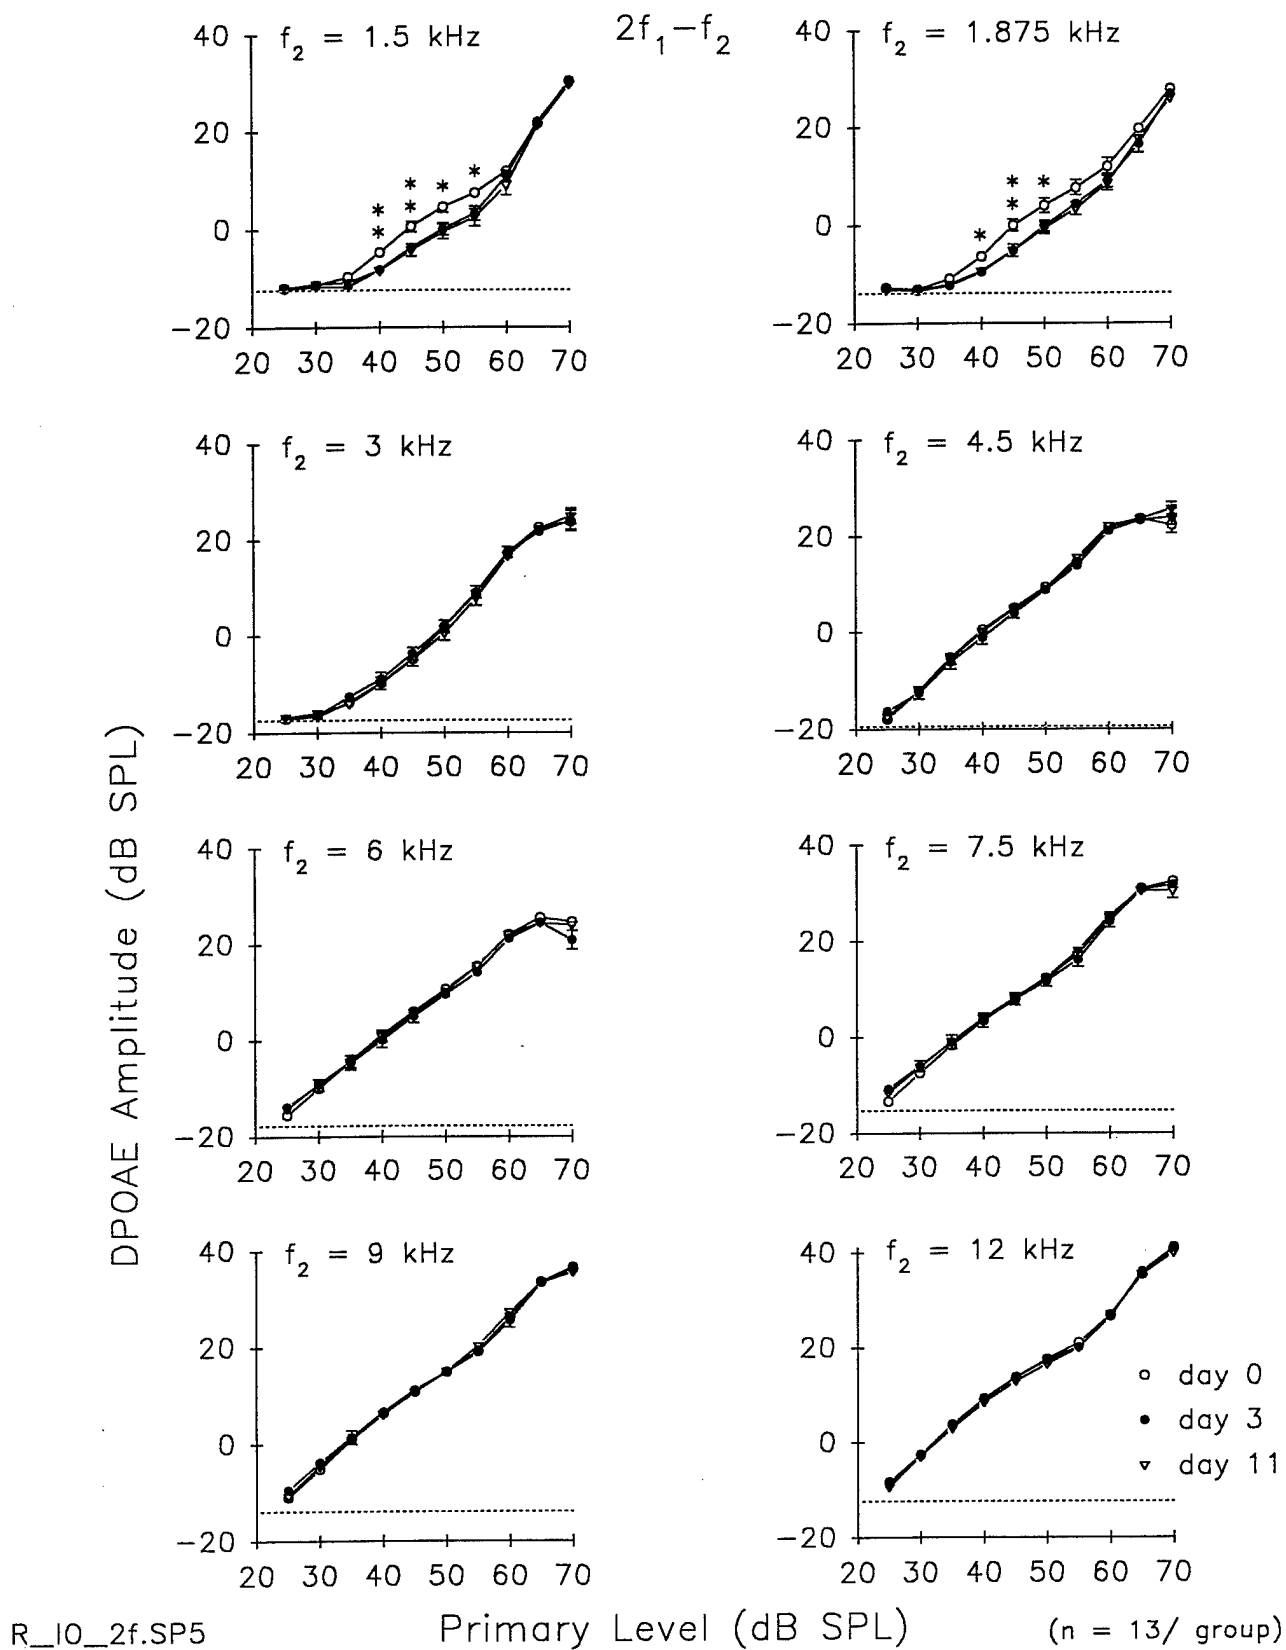 2f₁−f₂
f₂ = 1.5 kHz
40
20
0
−20
20 30 40 50 60 70
* * * * * *
f₂ = 1.875 kHz
40
20
0
−20
20 30 40 50 60 70
* * * *
f₂ = 3 kHz
40
20
0
−20
20 30 40 50 60 70
f₂ = 4.5 kHz
40
20
0
−20
20 30 40 50 60 70
DPOAE Amplitude (dB SPL)
f₂ = 6 kHz
40
20
0
−20
20 30 40 50 60 70
f₂ = 7.5 kHz
40
20
0
−20
20 30 40 50 60 70
f₂ = 9 kHz
40
20
0
−20
20 30 40 50 60 70
f₂ = 12 kHz
40
20
0
−20
20 30 40 50 60 70
day 0
day 3
day 11
R_IO_2f.SP5
Primary Level (dB SPL)
(n = 13/ group)